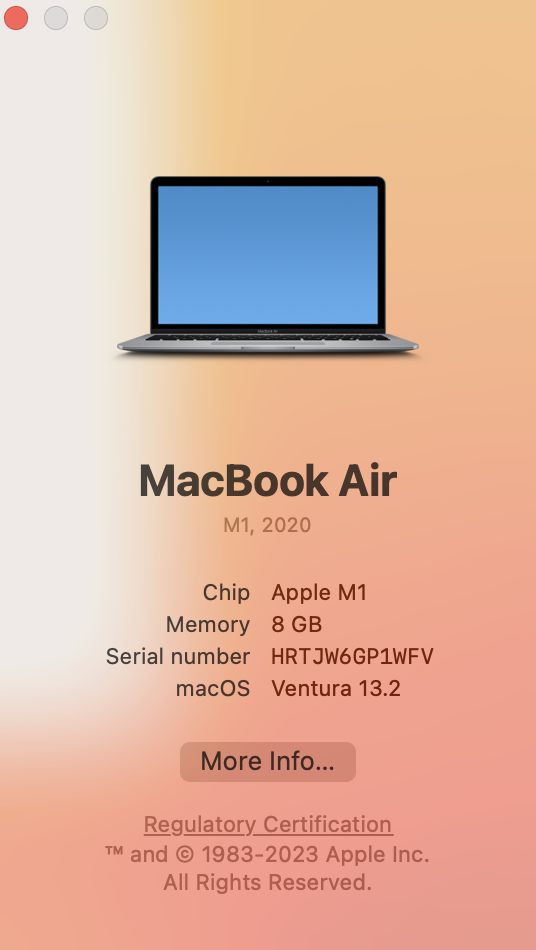 MacBook Air
M1, 2020
Chip Apple M1
Memory 8 GB
Serial number HRTJW6GP1WFV
macOS Ventura 13.2
More Info...
Regulatory Certification
™ and © 1983-2023 Apple Inc.
All Rights Reserved.